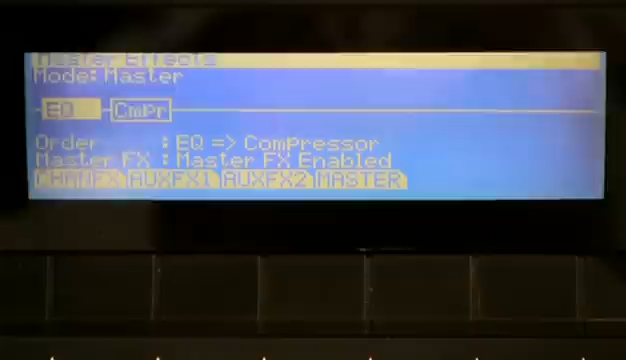 Master Effects
Mode: Master
EQ Cmpr
Order : EQ => Compressor
Master FX : Master FX Enabled
CHANFX AUXFX1 AUXFX2 MASTER